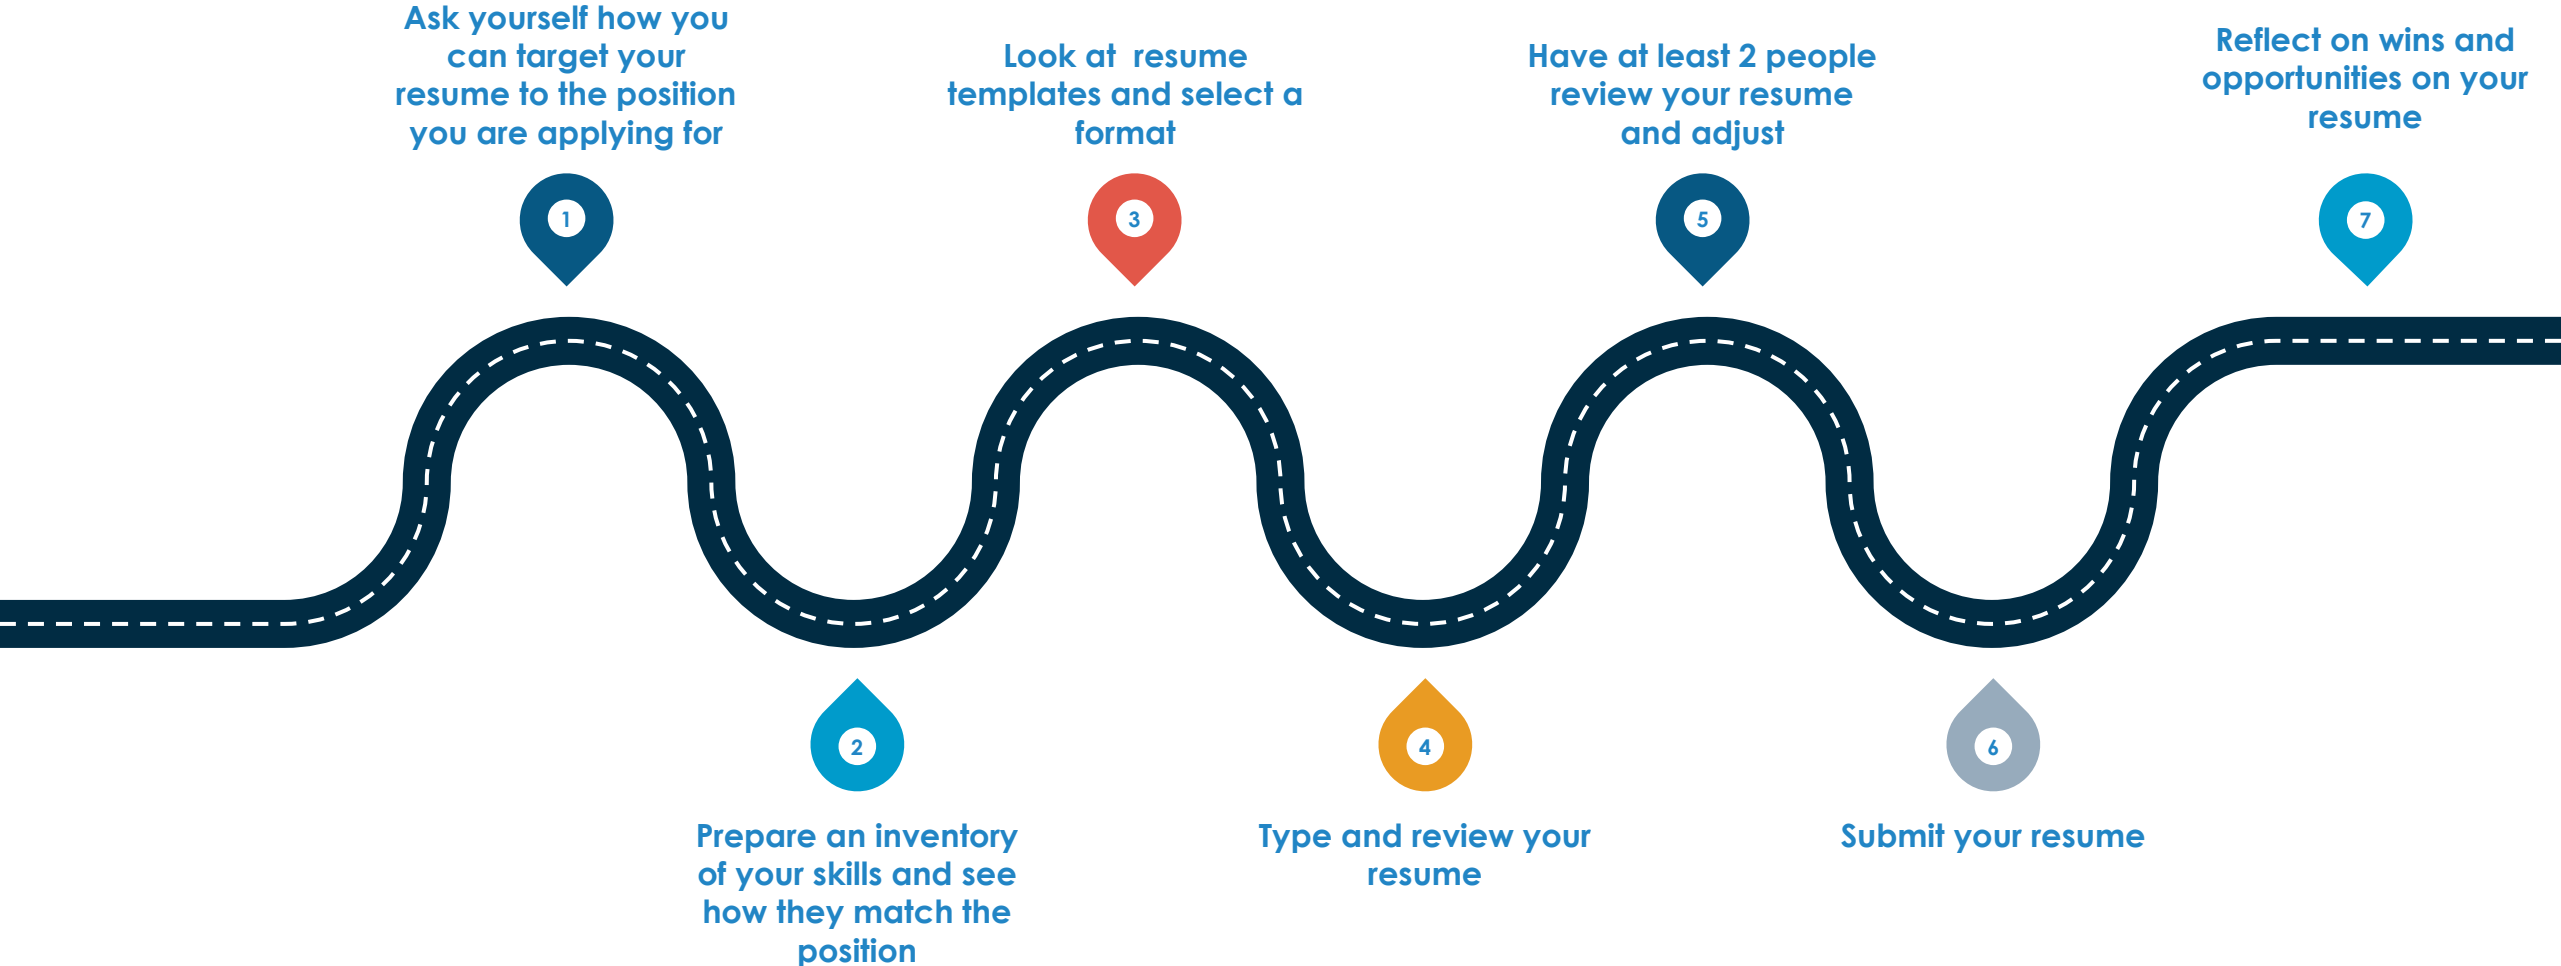 Ask yourself how you
can target your
resume to the position
you are applying for
1
Prepare an inventory
of your skills and see
how they match the
position
2
Look at  resume
templates and select a
format
3
Type and review your
resume
4
Have at least 2 people
review your resume
and adjust
5
Submit your resume
6
Reflect on wins and
opportunities on your
resume
7